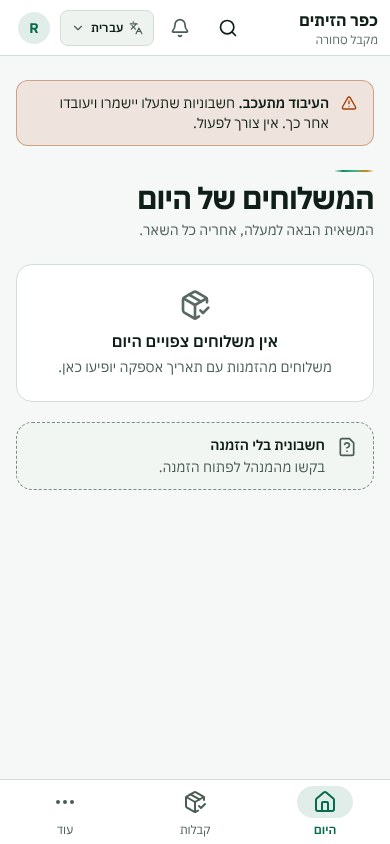 כפר הזיתים
מקבל סחורה
עברית
R
העיבוד מתעכב. חשבוניות שתעלו יישמרו ויעובדו
אחר כך. אין צורך לפעול.
המשלוחים של היום
המשאית הבאה למעלה, אחריה כל השאר.
אין משלוחים צפויים היום
משלוחים מהזמנות עם תאריך אספקה יופיעו כאן.
חשבונית בלי הזמנה
בקשו מהמנהל לפתוח הזמנה.
היום
קבלות
עוד